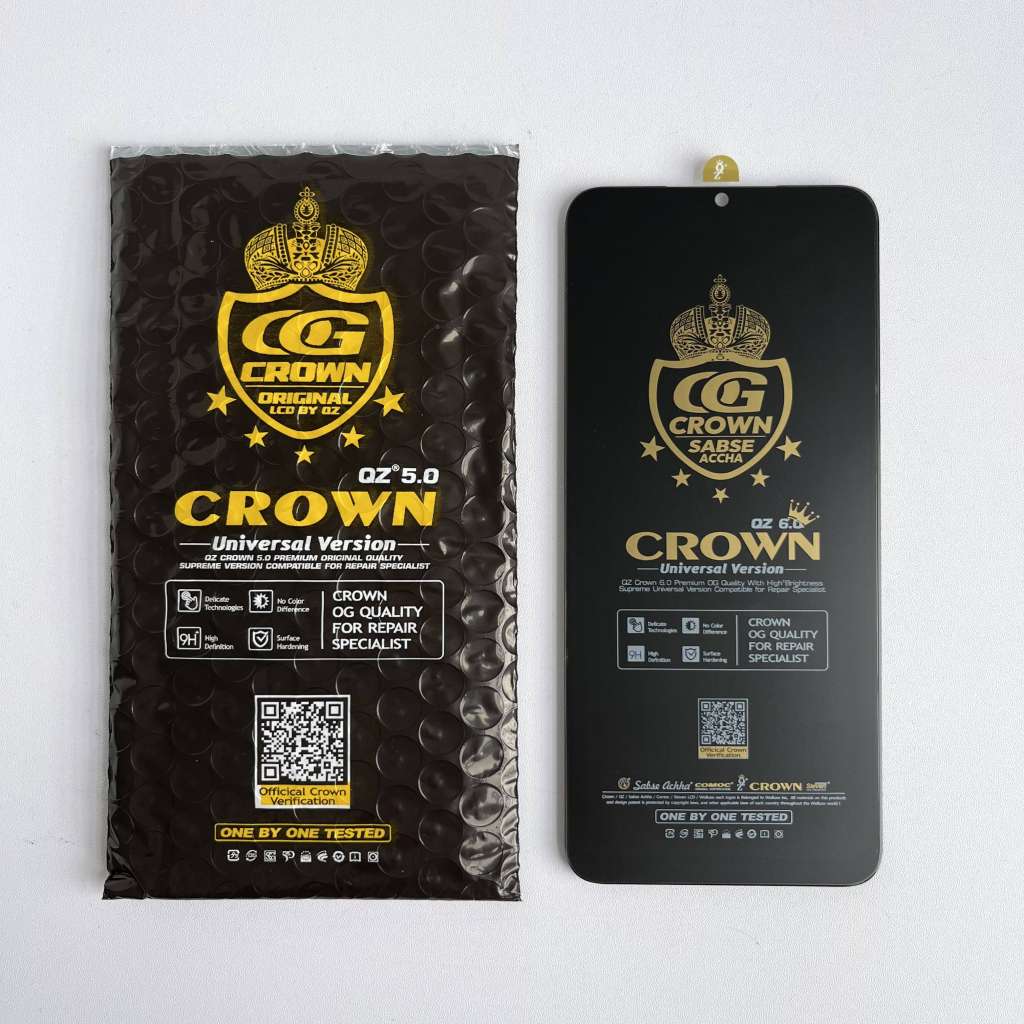 OG
CROWN
ORIGINAL
LCD BY QZ
QZ® 5.0
CROWN
Universal Version
QZ CROWN 5.0 PREMIUM ORIGINAL QUALITY
SUPREME VERSION COMPATIBLE FOR REPAIR SPECIALIST
Delicate
Technologies
No Color
Difference
9H
High
Definition
Surface
Hardening
CROWN
OG QUALITY
FOR REPAIR
SPECIALIST
Officical Crown
Verification
ONE BY ONE TESTED
OG
CROWN
SABSE
ACCHA
QZ 6.0
CROWN
Universal Version
QZ Crown 6.0 Premium OG Quality With High Brightness
Supreme Universal Version Compatible for Repair Specialist
Delicate
Technologies
No Color
Difference
9H
High
Definition
Surface
Hardening
CROWN
OG QUALITY
FOR REPAIR
SPECIALIST
Officical Crown
Verification
Sabse Achha COMOC CROWN
ONE BY ONE TESTED